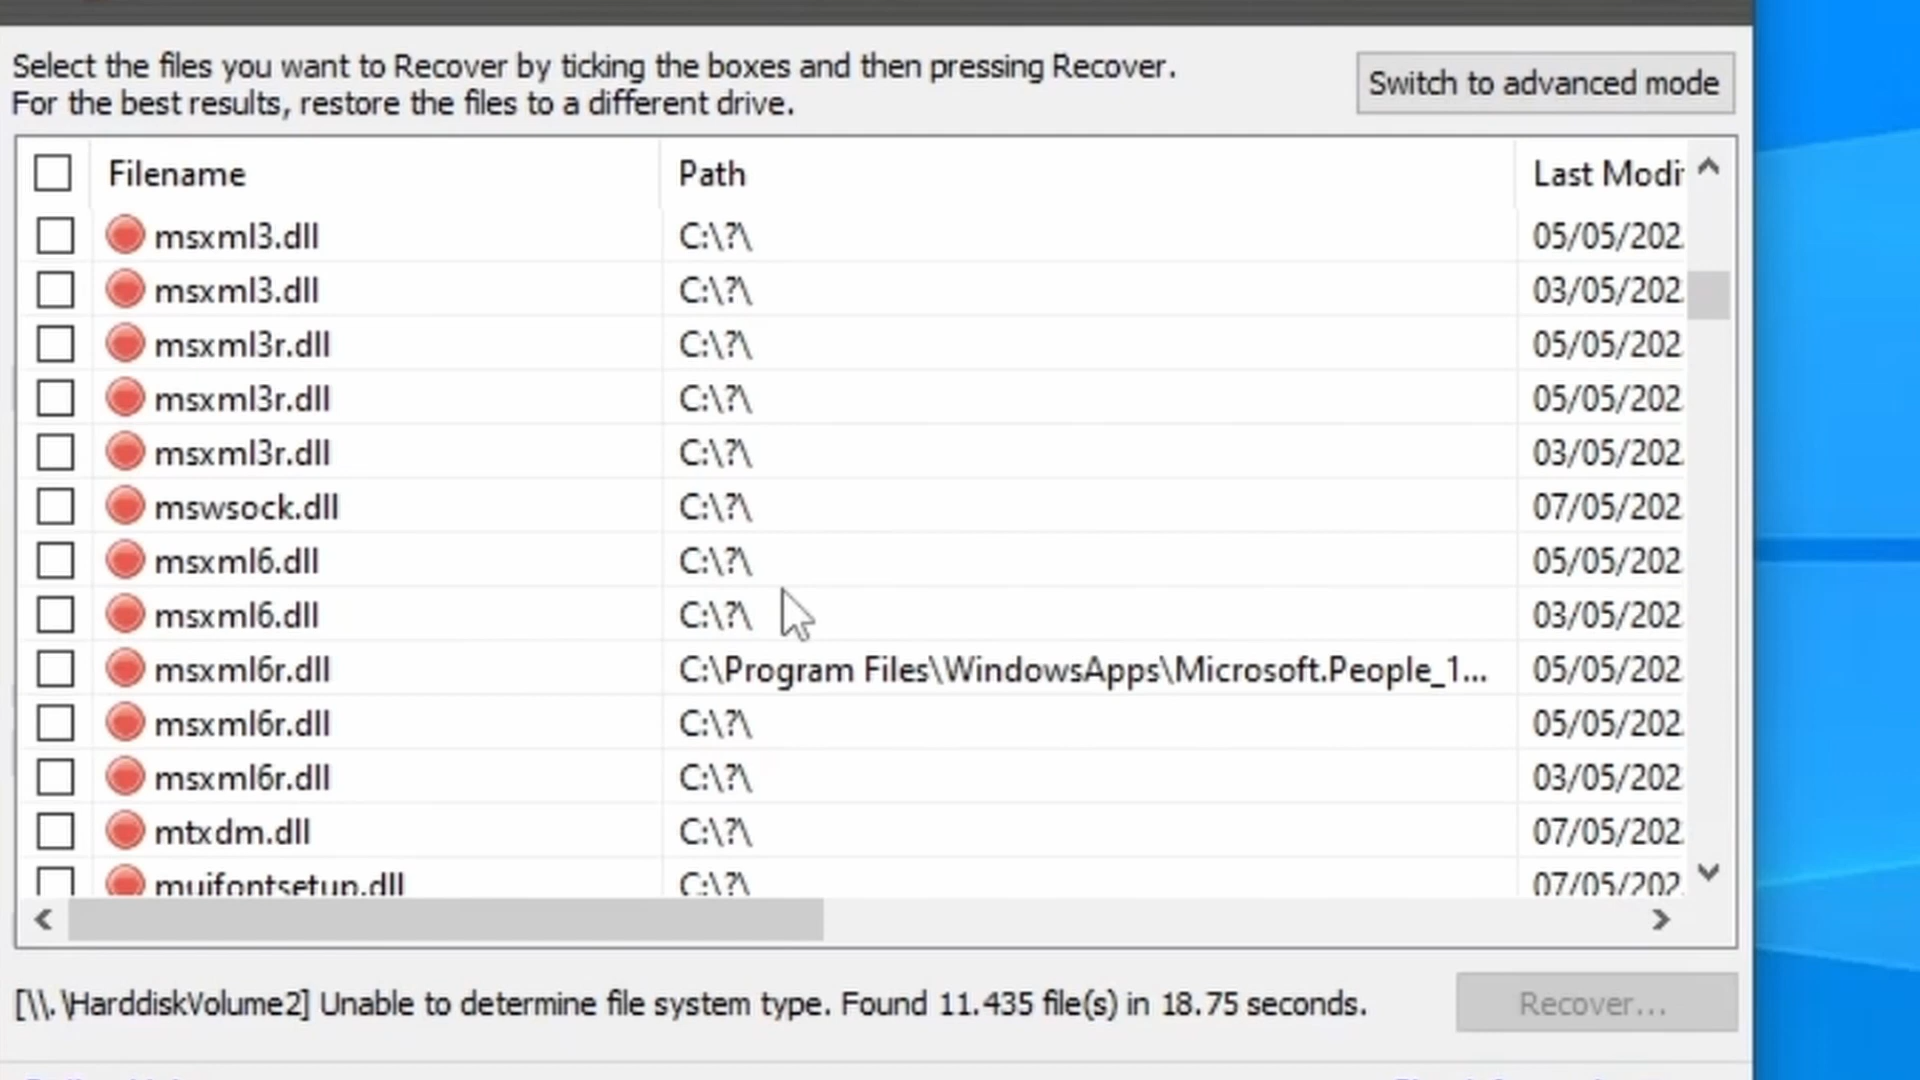 Select the files you want to Recover by ticking the boxes and then pressing Recover.
For the best results, restore the files to a different drive.
Switch to advanced mode
Filename Path Last Modi
msxml3.dll C:\?\ 05/05/202
msxml3.dll C:\?\ 03/05/202
msxml3r.dll C:\?\ 05/05/202
msxml3r.dll C:\?\ 05/05/202
msxml3r.dll C:\?\ 03/05/202
mswsock.dll C:\?\ 07/05/202
msxml6.dll C:\?\ 05/05/202
msxml6.dll C:\?\ 03/05/202
msxml6r.dll C:\Program Files\WindowsApps\Microsoft.People_1... 05/05/202
msxml6r.dll C:\?\ 05/05/202
msxml6r.dll C:\?\ 03/05/202
mtxdm.dll C:\?\ 07/05/202
muifontsetup.dll C:\?\ 07/05/202
[\\.\HarddiskVolume2] Unable to determine file system type. Found 11.435 file(s) in 18.75 seconds.
Recover...